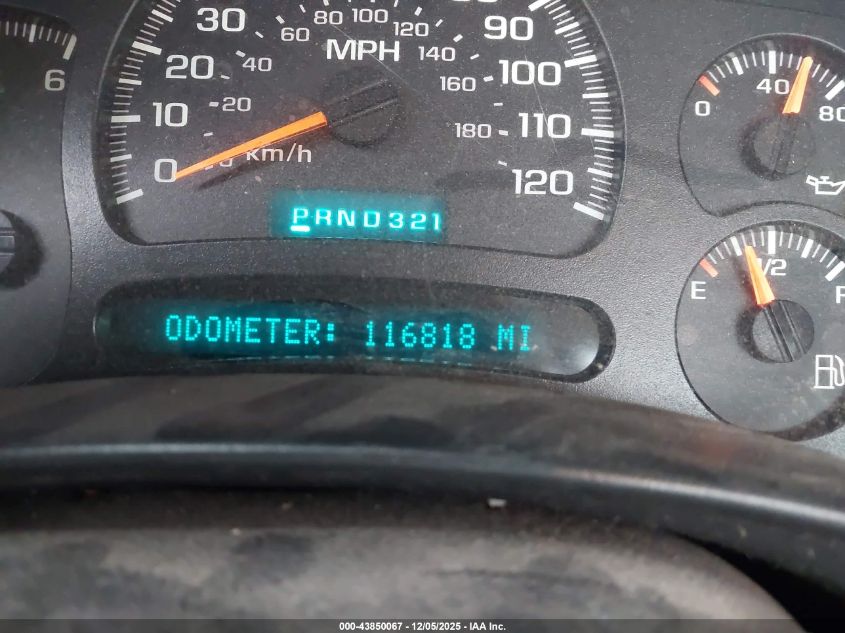 6
0 10 20 30 90 100 110 120
MPH
20 40 60 80 100 120 140 160 180
km/h
PRND321
ODOMETER: 116818 MI
0 40 80
E 1/2 F
000-43850067 - 12/05/2025 - IAA Inc.